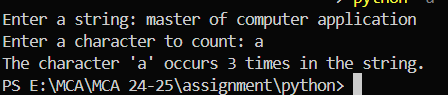 python
Enter a string: master of computer application
Enter a character to count: a
The character 'a' occurs 3 times in the string.
PS E:\MCA\MCA 24-25\assignment\python>